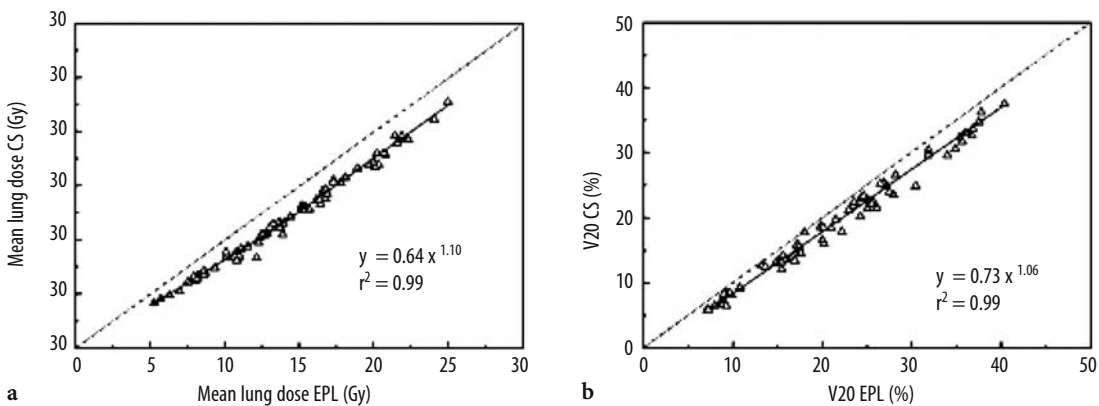 30
30
30
30
30
30
30
Mean lung dose CS (Gy)
y = 0.64 x 1.10
r2 = 0.99
0 5 10 15 20 25 30
a
Mean lung dose EPL (Gy)
50
40
30
20
10
0
V20 CS (%)
y = 0.73 x 1.06
r2 = 0.99
0 10 20 30 40 50
b
V20 EPL (%)